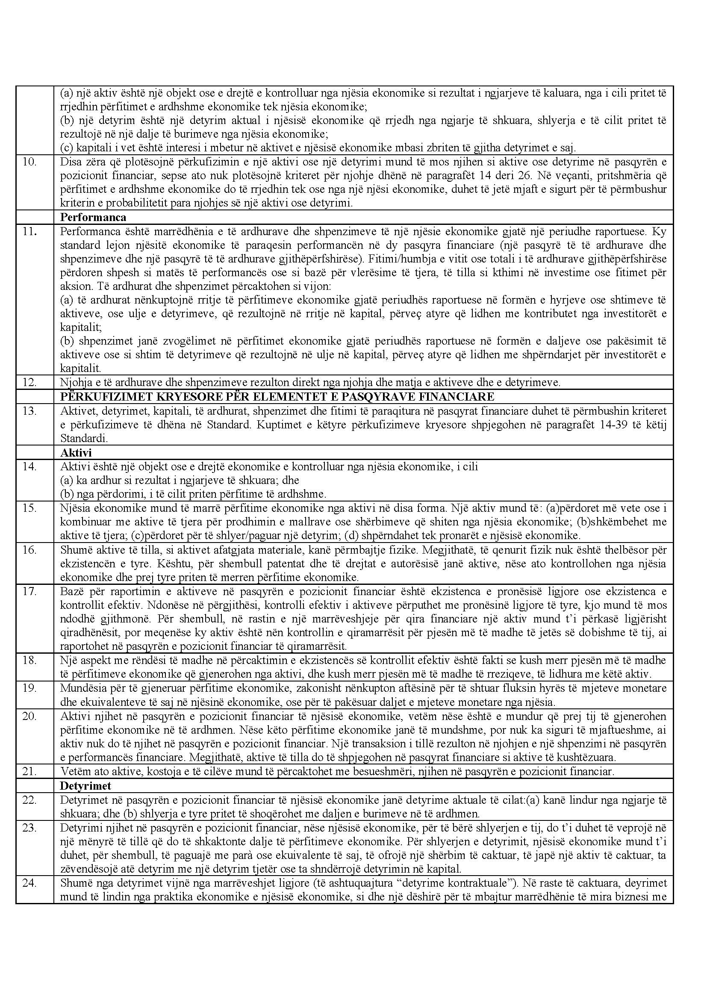 (a) një aktiv është një objekt ose e drejtë e kontrolluar nga njësia ekonomike si rezultat i ngjarjeve të kaluara, nga i cili pritet të
rrjedhin përfitimet e ardhshme ekonomike tek njësia ekonomike;
(b) një detyrim është një detyrim aktual i njësisë ekonomike që rrjedh nga ngjarje të shkuara, shlyerja e të cilit pritet të
rezultojë në një dalje të burimeve nga njësia ekonomike;
(c) kapitali i vet është interesi i mbetur në aktivet e njësisë ekonomike mbasi zbriten të gjitha detyrimet e saj.
10. Disa zëra që plotësojnë përkufizimin e një aktivi ose një detyrimi mund të mos njihen si aktive ose detyrime në pasqyrën e
pozicionit financiar, sepse ato nuk plotësojnë kriteret për njohje dhënë në paragrafët 14 deri 26. Në veçanti, pritshmëria që
përfitimet e ardhshme ekonomike do të rrjedhin tek ose nga një njësi ekonomike, duhet të jetë mjaft e sigurt për të përmbushur
kriterin e probabilitetit para njohjes së një aktivi ose detyrimi.
Performanca
11. Performanca është marrëdhënia e të ardhurave dhe shpenzimeve të një njësie ekonomike gjatë një periudhe raportuese. Ky
standard lejon njësitë ekonomike të paraqesin performancën në dy pasqyra financiare (një pasqyrë të të ardhurave dhe
shpenzimeve dhe një pasqyrë të të ardhurave gjithëpërfshirëse). Fitimi/humbja e vitit ose totali i të ardhurave gjithëpërfshirëse
përdoren shpesh si matës të performancës ose si bazë për vlerësime të tjera, të tilla si kthimi në investime ose fitimet për
aksion. Të ardhurat dhe shpenzimet përcaktohen si vijon:
(a) të ardhurat nënkuptojnë rritje të përfitimeve ekonomike gjatë periudhës raportuese në formën e hyrjeve ose shtimeve të
aktiveve, ose ulje e detyrimeve, që rezultojnë në rritje në kapital, përveç atyre që lidhen me kontributet nga investitorët e
kapitalit;
(b) shpenzimet janë zvogëlimet në përfitimet ekonomike gjatë periudhës raportuese në formën e daljeve ose pakësimit të
aktiveve ose si shtim të detyrimeve që rezultojnë në ulje në kapital, përveç atyre që lidhen me shpërndarjet për investitorët e
kapitalit.
12. Njohja e të ardhurave dhe shpenzimeve rezulton direkt nga njohja dhe matja e aktiveve dhe e detyrimeve.
PËRKUFIZIMET KRYESORE PËR ELEMENTET E PASQYRAVE FINANCIARE
13. Aktivet, detyrimet, kapitali, të ardhurat, shpenzimet dhe fitimi të paraqitura në pasqyrat financiare duhet të përmbushin kriteret
e përkufizimeve të dhëna në Standard. Kuptimet e këtyre përkufizimeve kryesore shpjegohen në paragrafët 14-39 të këtij
Standardi.
Aktivi
14. Aktivi është një objekt ose e drejtë ekonomike e kontrolluar nga njësia ekonomike, i cili
(a) ka ardhur si rezultat i ngjarjeve të shkuara; dhe
(b) nga përdorimi, i të cilit priten përfitime të ardhshme.
15. Njësia ekonomike mund të marrë përfitime ekonomike nga aktivi në disa forma. Një aktiv mund të: (a)përdoret më vete ose i
kombinuar me aktive të tjera për prodhimin e mallrave ose shërbimeve që shiten nga njësia ekonomike; (b)shkëmbehet me
aktive të tjera; (c)përdoret për të shlyer/paguar një detyrim; (d) shpërndahet tek pronarët e njësisë ekonomike.
16. Shumë aktive të tilla, si aktivet afatgjata materiale, kanë përmbajtje fizike. Megjithatë, të qenurit fizik nuk është thelbësor për
ekzistencën e tyre. Kështu, për shembull patentat dhe të drejtat e autorësisë janë aktive, nëse ato kontrollohen nga njësia
ekonomike dhe prej tyre priten të merren përfitime ekonomike.
17. Bazë për raportimin e aktiveve në pasqyrën e pozicionit financiar është ekzistenca e pronësisë ligjore ose ekzistenca e
kontrollit efektiv. Ndonëse në përgjithësi, kontrolli efektiv i aktiveve përputhet me pronësinë ligjore të tyre, kjo mund të mos
ndodhë gjithmonë. Për shembull, në rastin e një marrëveshjeje për qira financiare një aktiv mund t’i përkasë ligjërisht
qiradhënësit, por meqenëse ky aktiv është nën kontrollin e qiramarrësit për pjesën më të madhe të jetës së dobishme të tij, ai
raportohet në pasqyrën e pozicionit financiar të qiramarrësit.
18. Një aspekt me rëndësi të madhe në përcaktimin e ekzistencës së kontrollit efektiv është fakti se kush merr pjesën më të madhe
të përfitimeve ekonomike që gjenerohen nga aktivi, dhe kush merr pjesën më të madhe të rreziqeve, të lidhura me këtë aktiv.
19. Mundësia për të gjeneruar përfitime ekonomike, zakonisht nënkupton aftësinë për të shtuar fluksin hyrës të mjeteve monetare
dhe ekuivalenteve të saj në njësinë ekonomike, ose për të pakësuar daljet e mjeteve monetare nga njësia.
20. Aktivi njihet në pasqyrën e pozicionit financiar të njësisë ekonomike, vetëm nëse është e mundur që prej tij të gjenerohen
përfitime ekonomike në të ardhmen. Nëse këto përfitime ekonomike janë të mundshme, por nuk ka siguri të mjaftueshme, ai
aktiv nuk do të njihet në pasqyrën e pozicionit financiar. Një transaksion i tillë rezulton në njohjen e një shpenzimi në pasqyrën
e performancës financiare. Megjithatë, aktive të tilla do të shpjegohen në pasqyrat financiare si aktive të kushtëzuara.
21. Vetëm ato aktive, kostoja e të cilëve mund të përcaktohet me besueshmëri, njihen në pasqyrën e pozicionit financiar.
Detyrimet
22. Detyrimet në pasqyrën e pozicionit financiar të njësisë ekonomike janë detyrime aktuale të cilat:(a) kanë lindur nga ngjarje të
shkuara; dhe (b) shlyerja e tyre pritet të shoqërohet me daljen e burimeve në të ardhmen.
23. Detyrimi njihet në pasqyrën e pozicionit financiar, nëse njësisë ekonomike, për të bërë shlyerjen e tij, do t’i duhet të veprojë në
një mënyrë të tillë që do të shkaktonte dalje të përfitimeve ekonomike. Për shlyerjen e detyrimit, njësisë ekonomike mund t’i
duhet, për shembull, të paguajë me parà ose ekuivalente të saj, të ofrojë një shërbim të caktuar, të japë një aktiv të caktuar, ta
zëvendësojë atë detyrim me një detyrim tjetër ose ta shndërrojë detyrimin në kapital.
24. Shumë nga detyrimet vijnë nga marrëveshjet ligjore (të ashtuquajtura “detyrime kontraktuale”). Në raste të caktuara, deyrimet
mund të lindin nga praktika ekonomike e njësisë ekonomike, si dhe një dëshirë për të mbajtur marrëdhënie të mira biznesi me